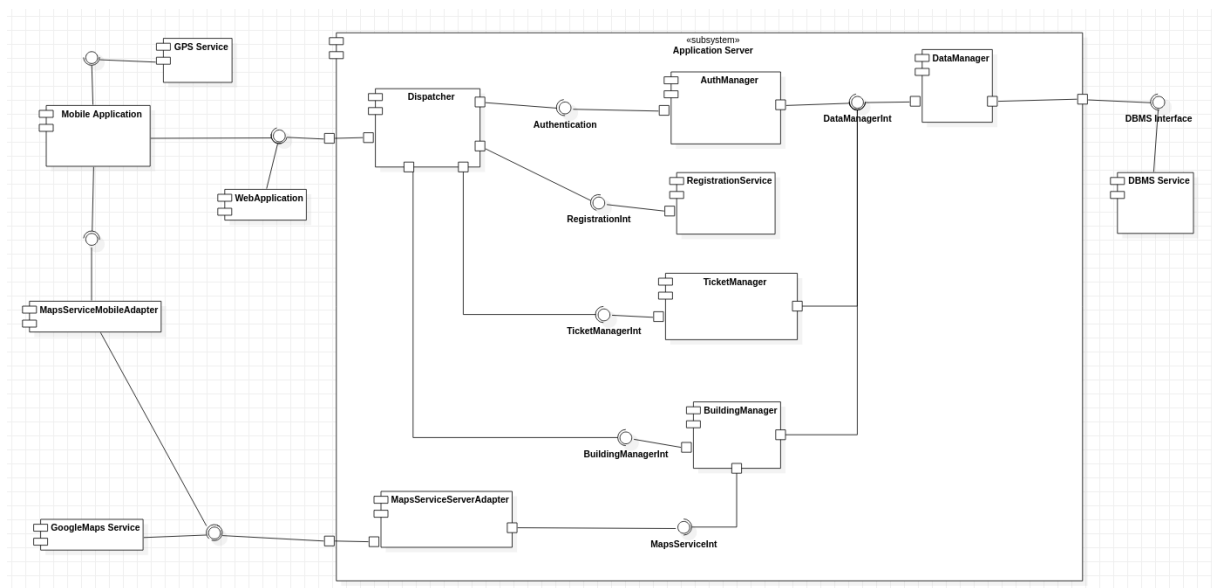 «subsystem»
Application Server
GPS Service
DataManager
AuthManager
Dispatcher
Mobile Application
Authentication
DataManagerInt
DBMS Interface
RegistrationService
DBMS Service
WebApplication
RegistrationInt
TicketManager
MapsServiceMobileAdapter
TicketManagerInt
BuildingManager
BuildingManagerInt
MapsServiceServerAdapter
GoogleMaps Service
MapsServiceInt